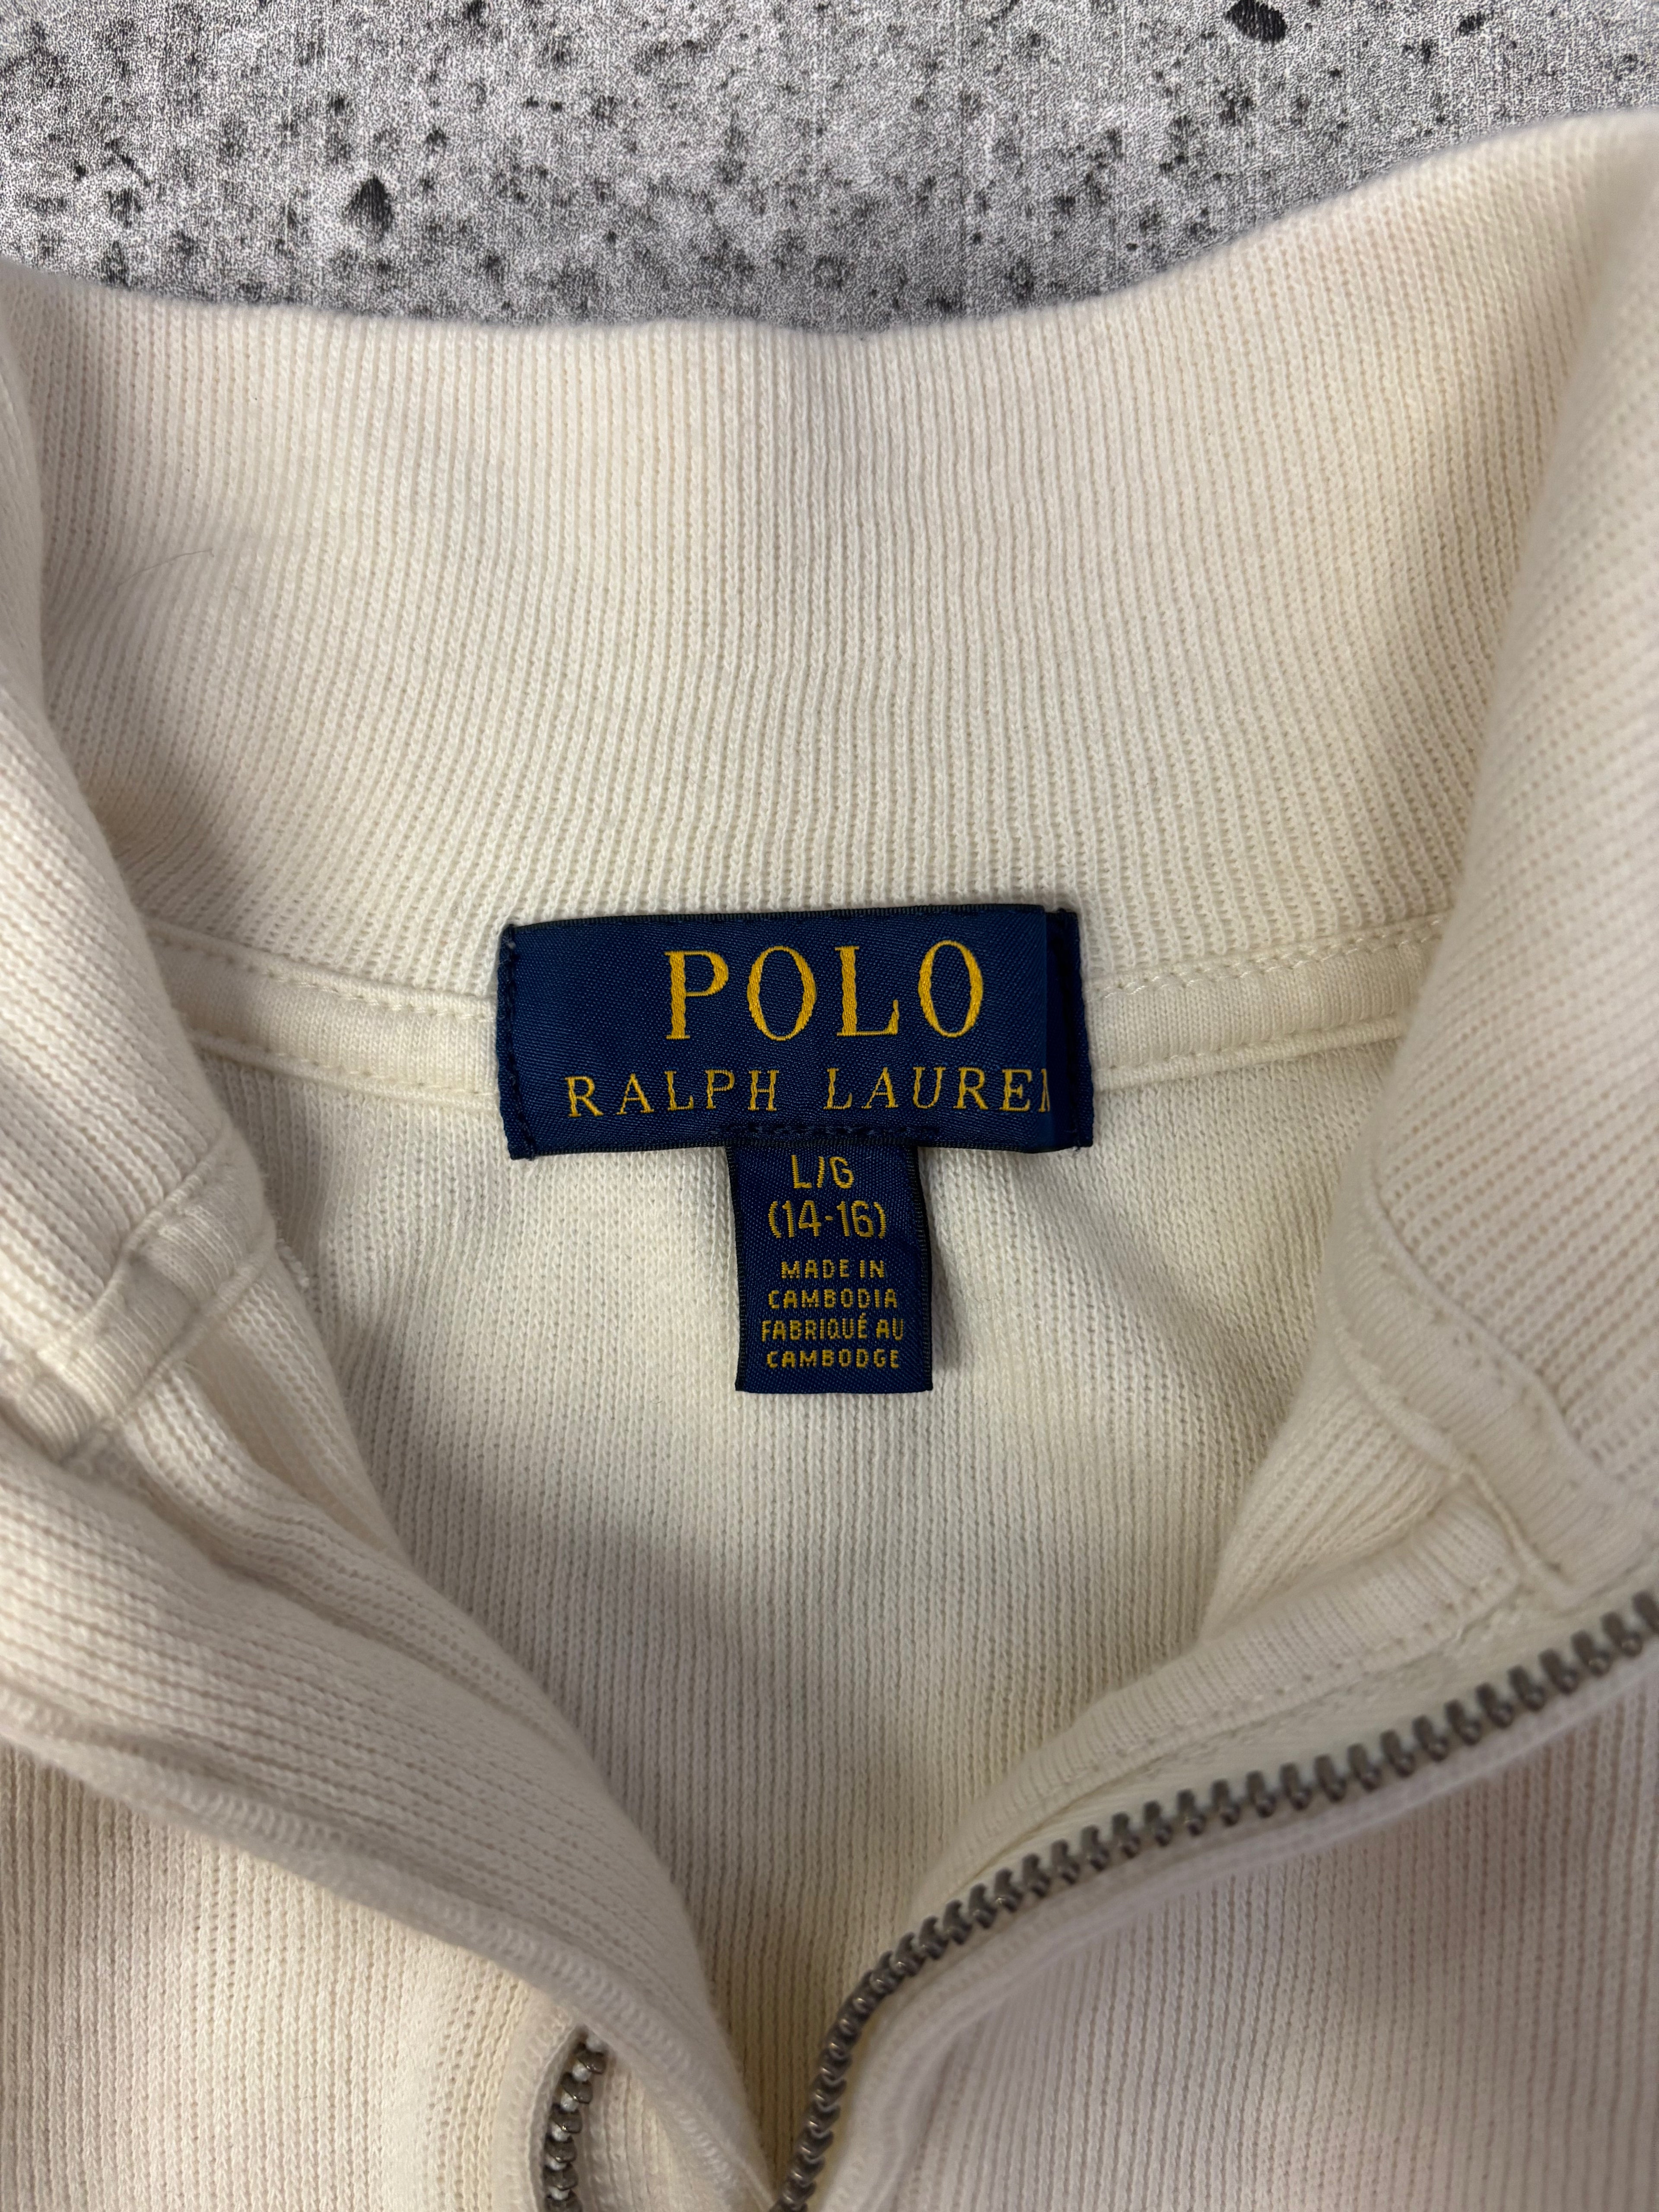 POLO
RALPH LAUREN
L/G
(14-16)
MADE IN
CAMBODIA
FABRIQUÉ AU
CAMBODGE